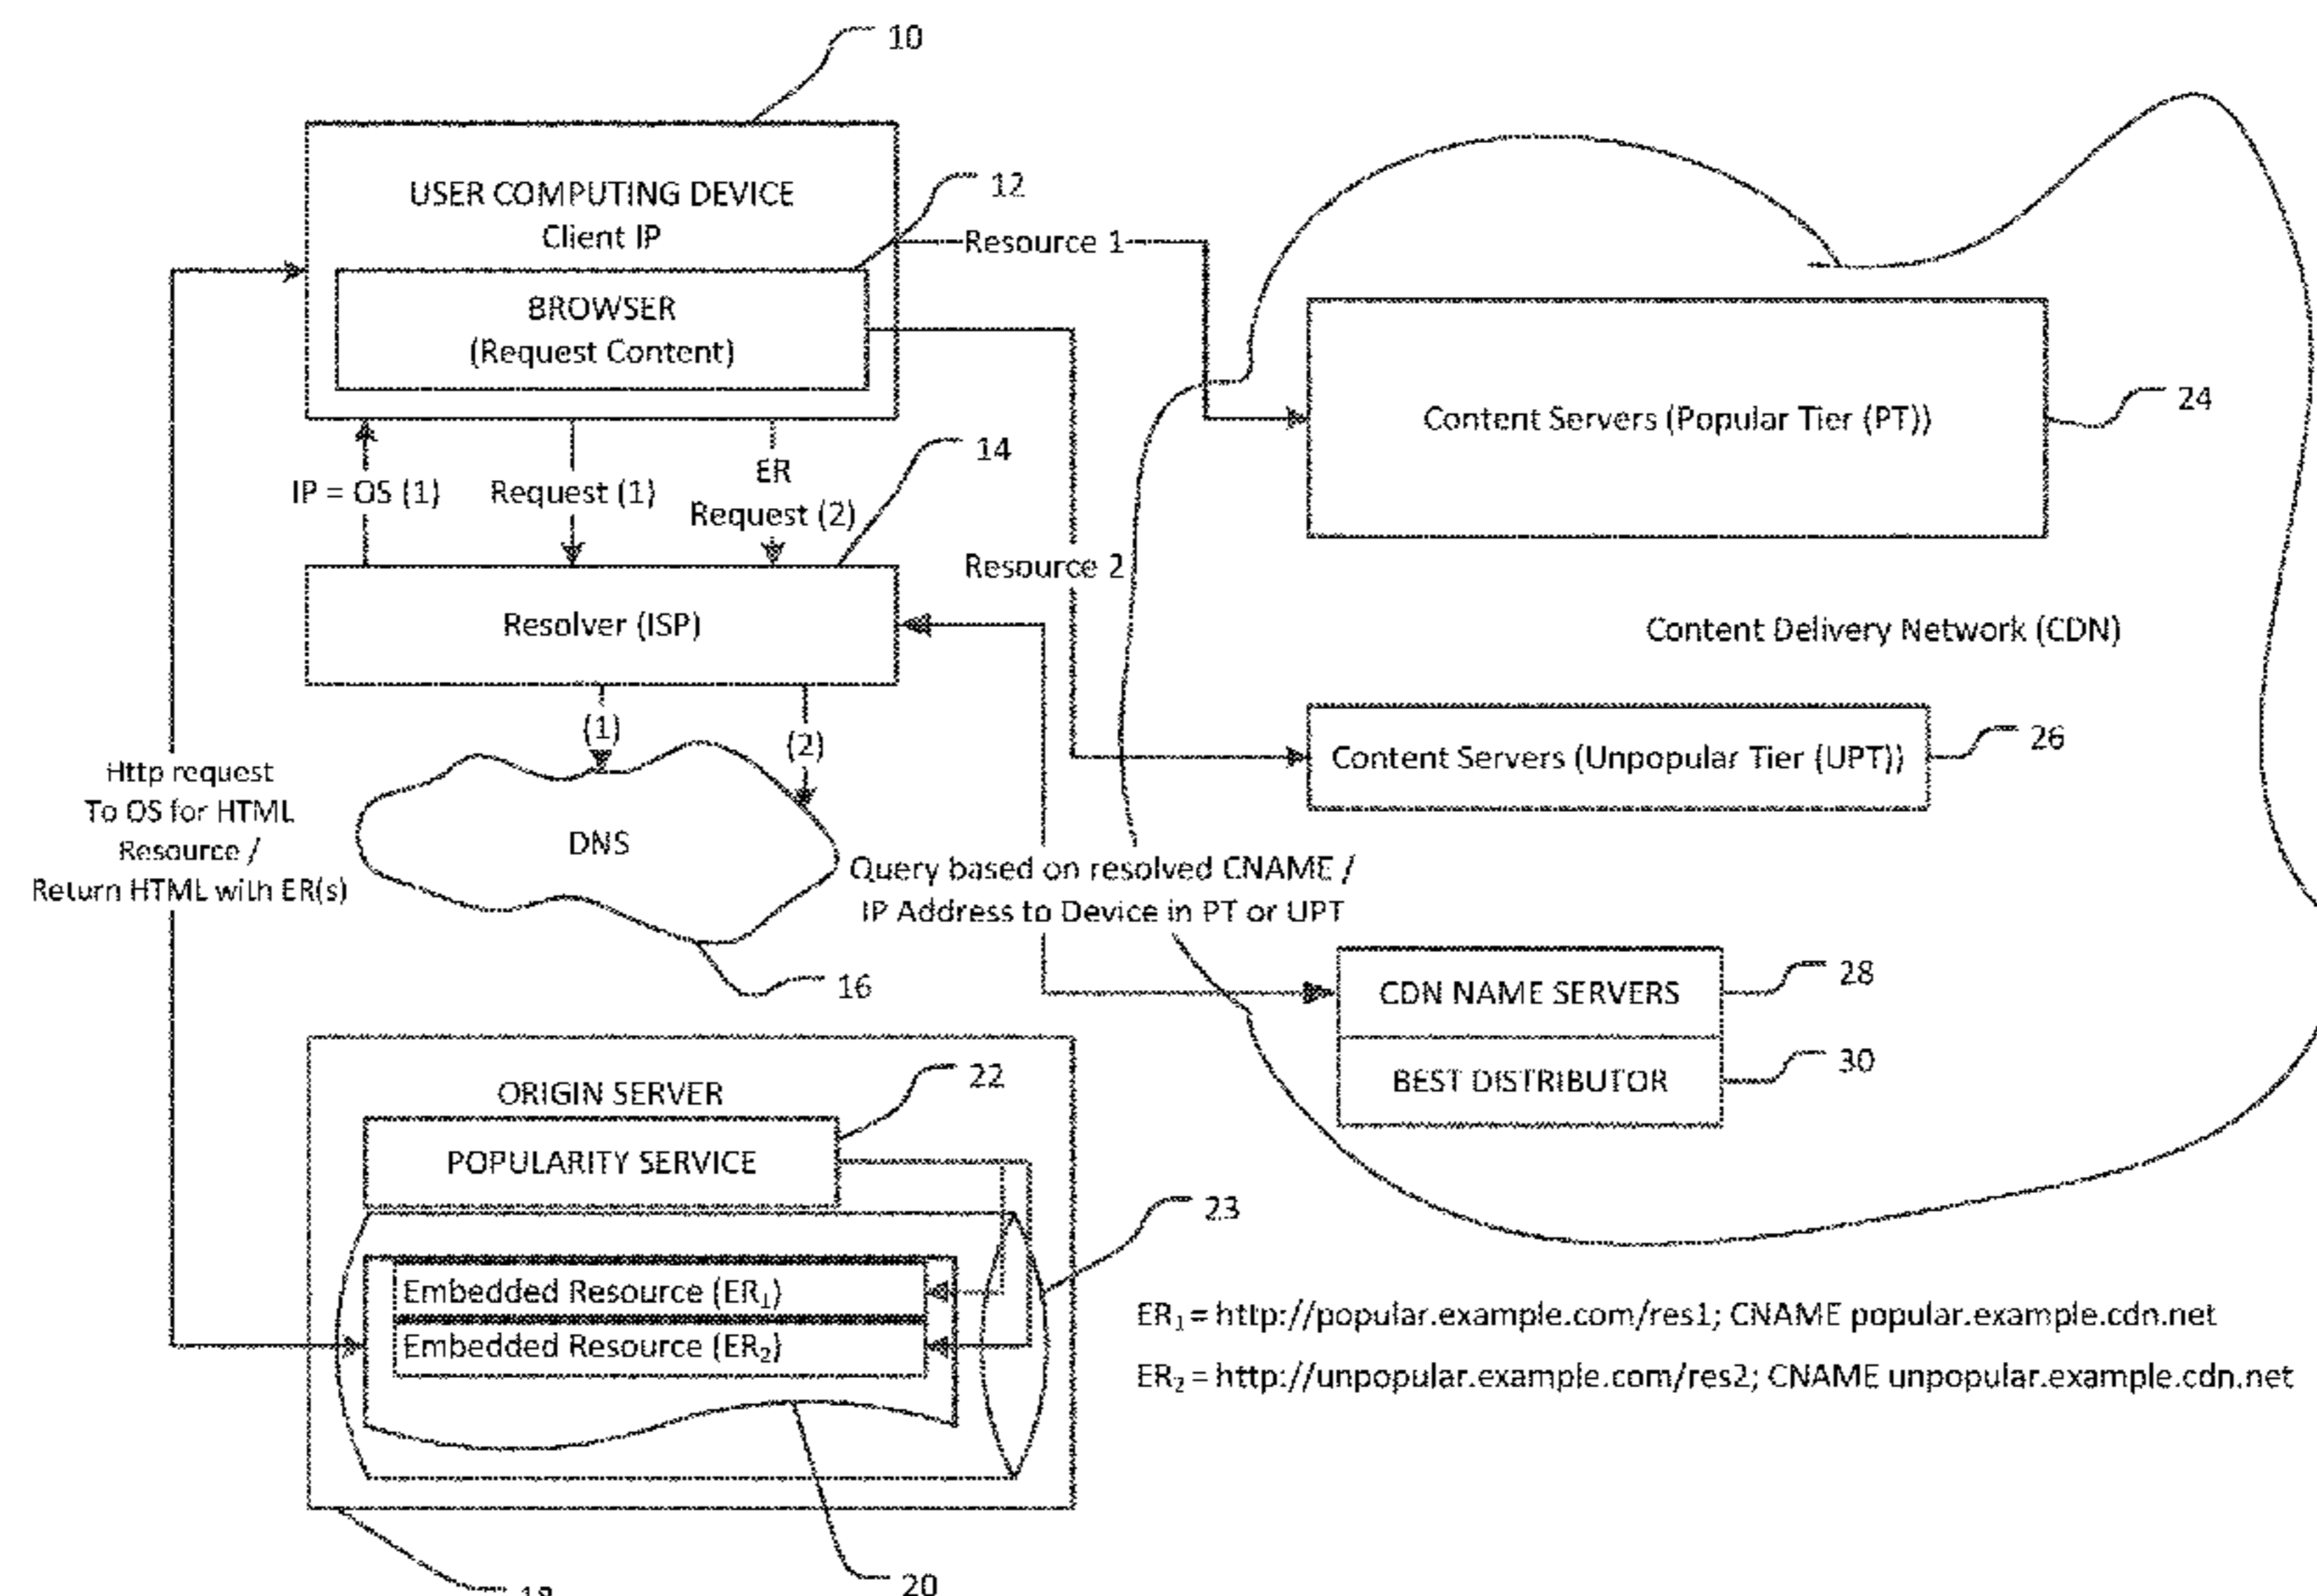 10
USER COMPUTING DEVICE
Client IP
12
Resource 1
BROWSER
(Request Content)
Content Servers (Popular Tier (PT))
24
14
IP = OS (1)
Request (1)
ER
Request (2)
Resource 2
Resolver (ISP)
Content Delivery Network (CDN)
(1)
(2)
Content Servers (Unpopular Tier (UPT))
26
Http request
To OS for HTML
Resource /
Return HTML with ER(s)
DNS
Query based on resolved CNAME /
IP Address to Device in PT or UPT
16
CDN NAME SERVERS
28
BEST DISTRIBUTOR
30
ORIGIN SERVER
22
POPULARITY SERVICE
23
Embedded Resource (ER₁)
Embedded Resource (ER₂)
ER₁ = http://popular.example.com/res1; CNAME popular.example.cdn.net
ER₂ = http://unpopular.example.com/res2; CNAME unpopular.example.cdn.net
20